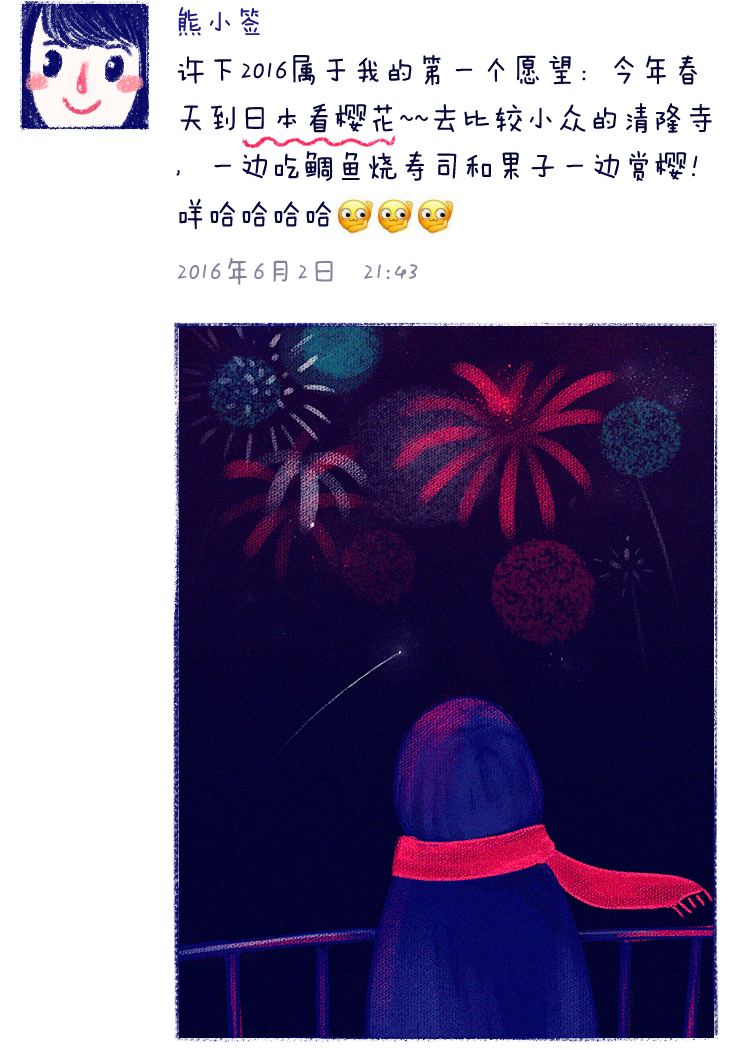 熊小签
许下2016属于我的第一个愿望：今年春
天到日本看樱花~~去比较小众的清隆寺
，一边吃鲷鱼烧寿司和果子一边赏樱！
咩哈哈哈哈
2016年6月2日 21:43